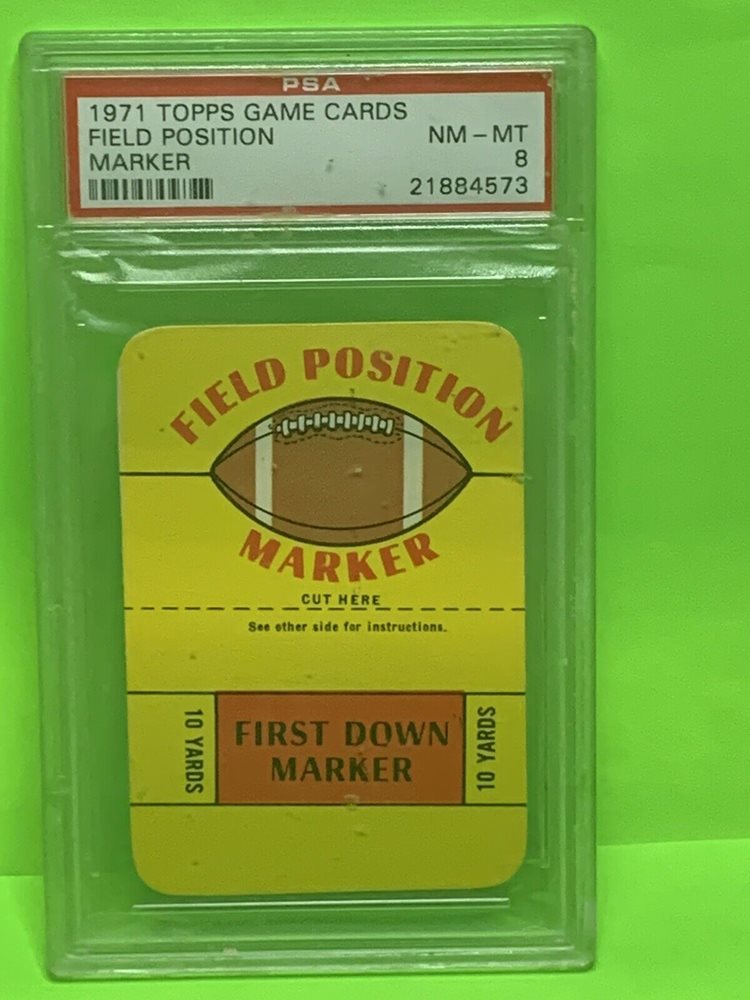 PSA
1971 TOPPS GAME CARDS
FIELD POSITION NM - MT
MARKER 8
21884573
FIELD POSITION
MARKER
CUT HERE
See other side for instructions.
10 YARDS
FIRST DOWN
MARKER
10 YARDS